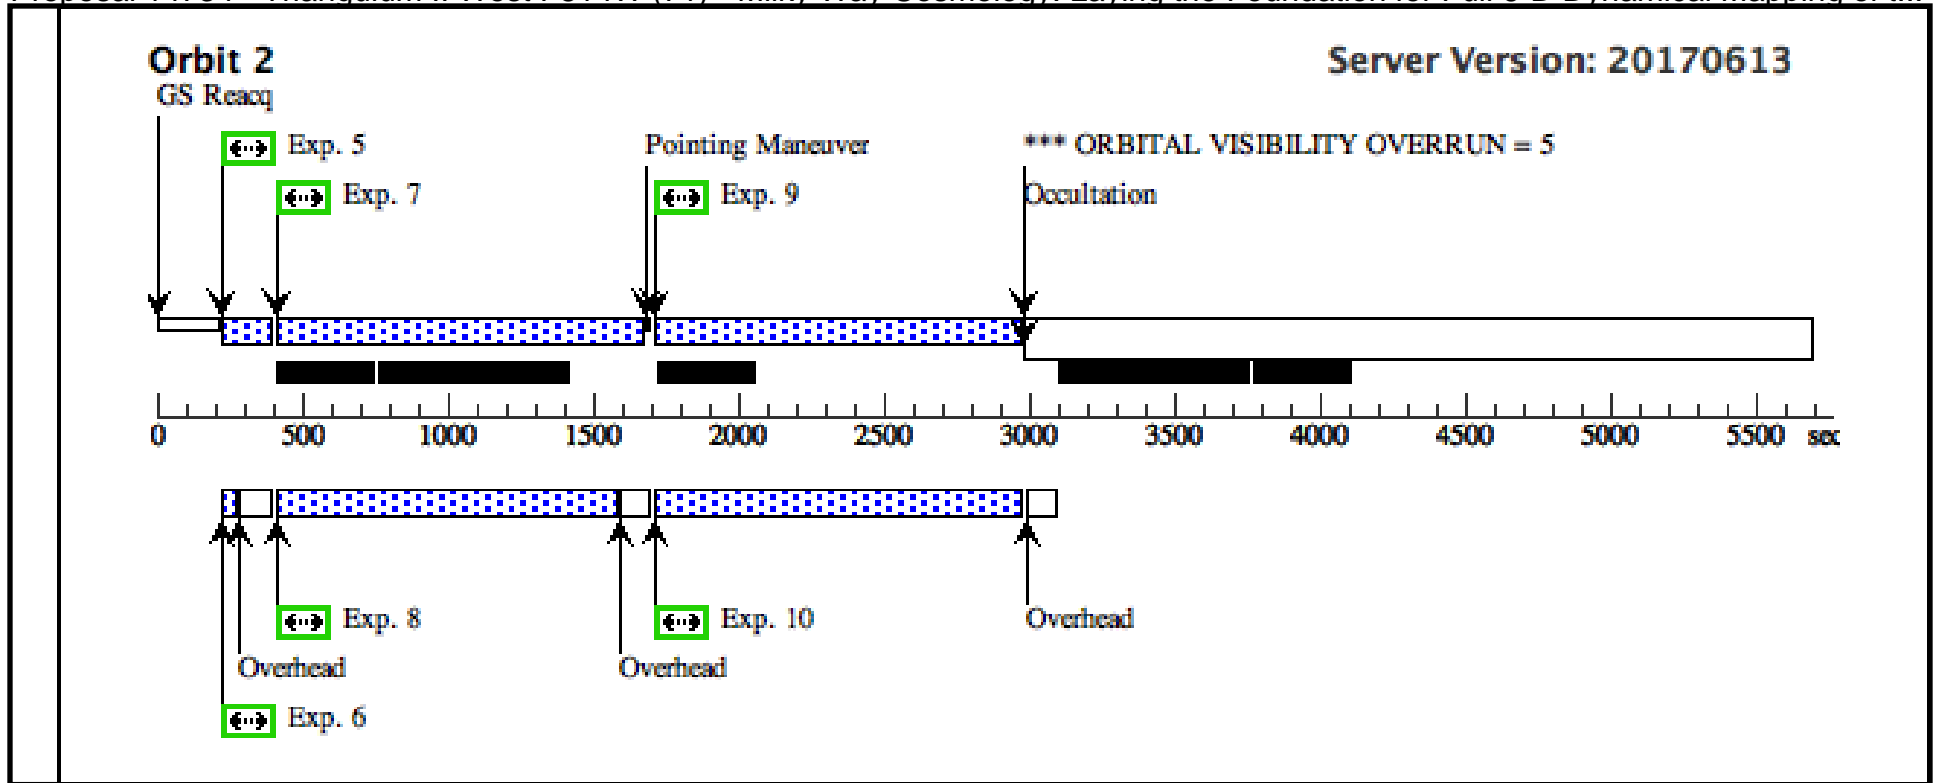 Orbit 2
Server Version: 20170613
GS Reacq
Exp. 5
Pointing Maneuver
*** ORBITAL VISIBILITY OVERRUN = 5
Exp. 7
Exp. 9
Occultation
0 500 1000 1500 2000 2500 3000 3500 4000 4500 5000 5500 sec
Exp. 8
Exp. 10
Overhead
Overhead
Overhead
Exp. 6